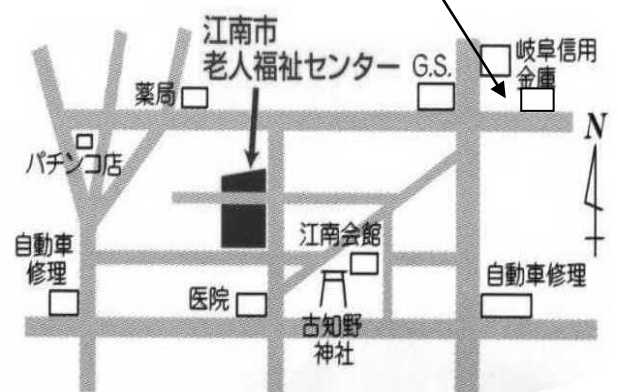 江南市
老人福祉センター
G.S.
岐阜信用
金庫
薬局
N
パチンコ店
江南会館
自動車
修理
医院
自動車修理
古知野
神社